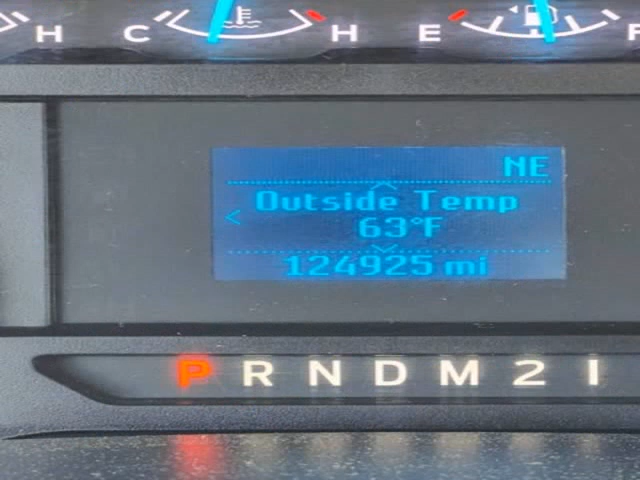 H C H E F
NE
Outside Temp
63°F
124925 mi
P R N D M 2 1